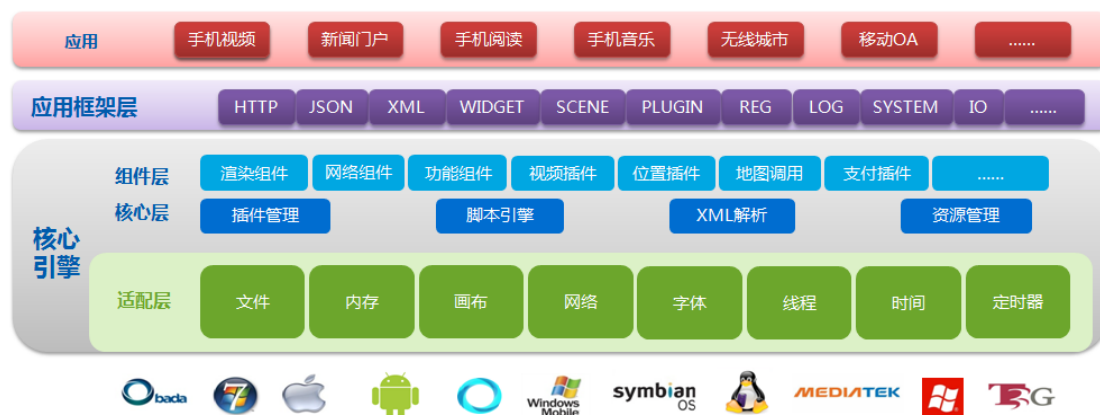 应用 手机视频 新闻门户 手机阅读 手机音乐 无线城市 移动OA ......
应用框架层 HTTP JSON XML WIDGET SCENE PLUGIN REG LOG SYSTEM IO ......
组件层 渲染组件 网络组件 功能组件 视频插件 位置插件 地图调用 支付插件 ......
核心层 插件管理 脚本引擎 XML解析 资源管理
核心
引擎
适配层 文件 内存 画布 网络 字体 线程 时间 定时器
bada 7 Windows Mobile symbian OS MEDIATEK